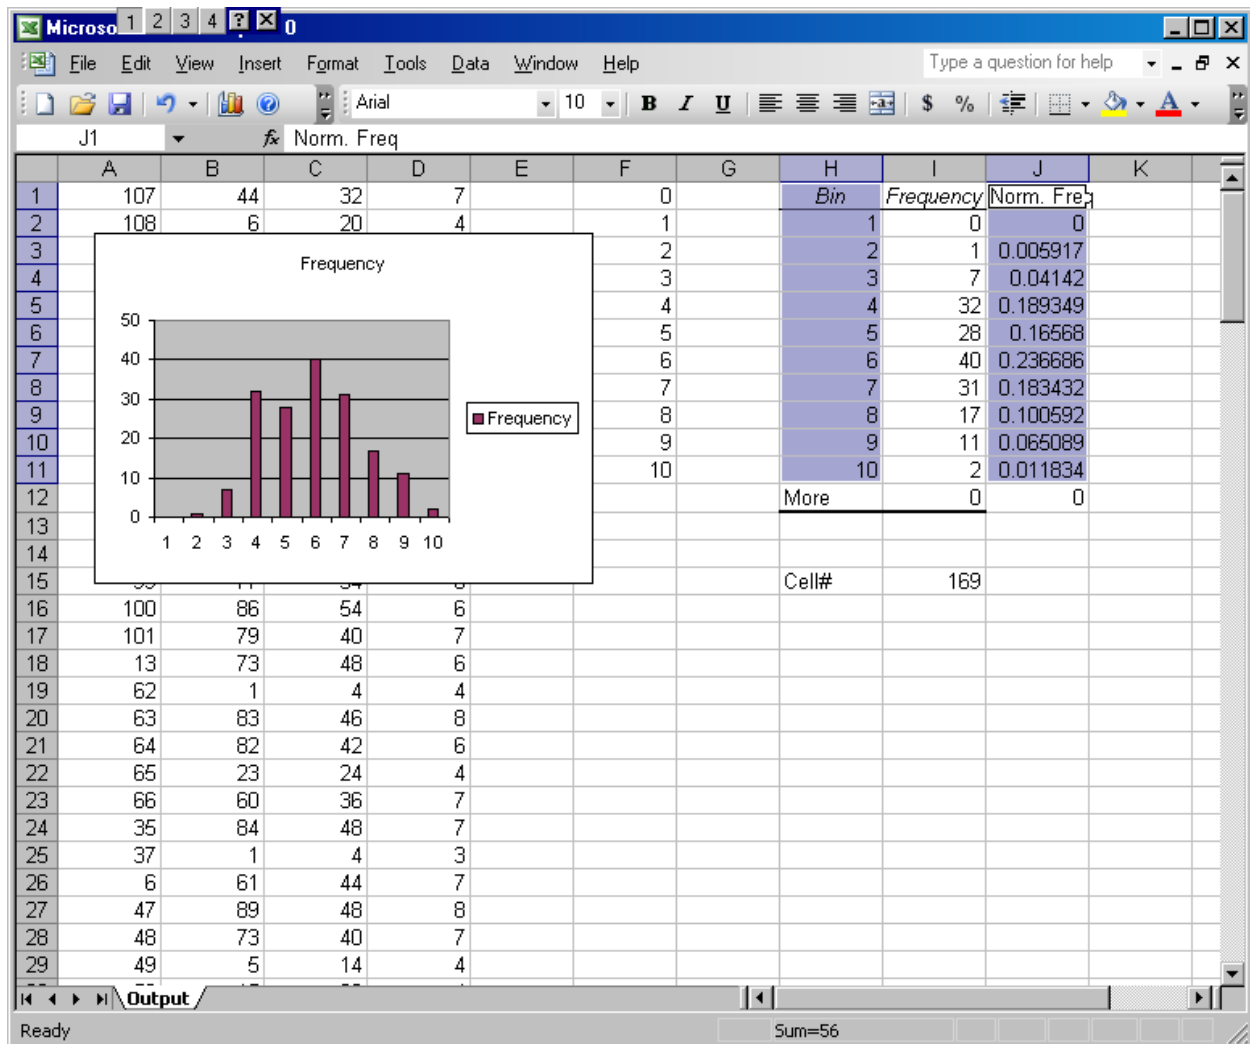 Microso 1 2 3 4 ? X 0
File Edit View Insert Format Tools Data Window Help Type a question for help
Arial 10 B I U $ % A
J1 fx Norm. Freq
A B C D E F G H I J K
1 107 44 32 7 0 Bin Frequency Norm. Freq
2 108 6 20 4 1 1 0 0
3 2 2 1 0.005917
4 3 3 7 0.04142
5 4 4 32 0.189349
6 5 5 28 0.16568
7 6 6 40 0.236686
8 7 7 31 0.183432
9 8 8 17 0.100592
10 9 9 11 0.065089
11 10 10 2 0.011834
12 More 0 0
13
14
15 Cell# 169
16 100 86 54 6
17 101 79 40 7
18 13 73 48 6
19 62 1 4 4
20 63 83 46 8
21 64 82 42 6
22 65 23 24 4
23 66 60 36 7
24 35 84 48 7
25 37 1 4 3
26 6 61 44 7
27 47 89 48 8
28 48 73 40 7
29 49 5 14 4
Frequency
50
40
30
20
10
0
1 2 3 4 5 6 7 8 9 10
Frequency
Output
Ready Sum=56